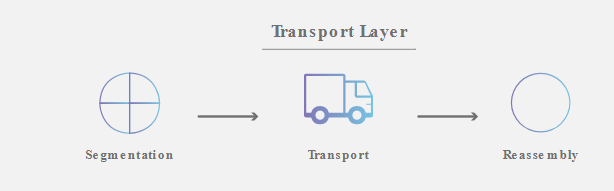 Transport Layer
Segmentation
Transport
Reassembly